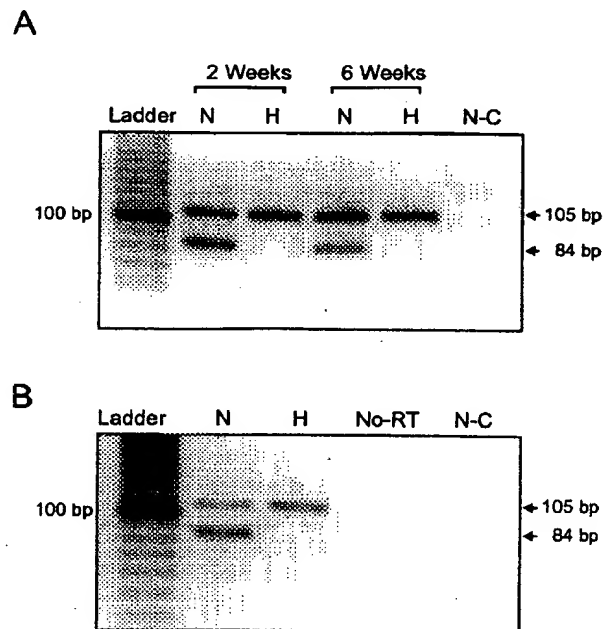 A
2 Weeks 6 Weeks
Ladder N H N H N-C
100 bp 105 bp
84 bp
B
Ladder N H No-RT N-C
100 bp 105 bp
84 bp